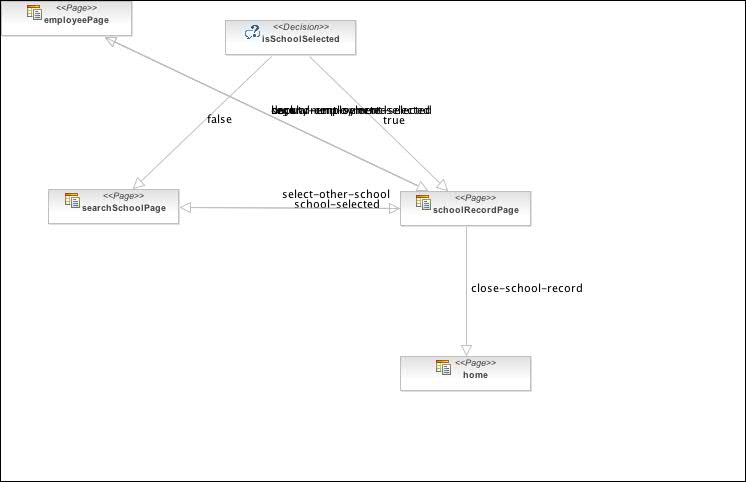 <<Page>>
employeePage
<<Decision>>
isSchoolSelected
true
false
<<Page>>
searchSchoolPage
select-other-school
school-selected
<<Page>>
schoolRecordPage
close-school-record
<<Page>>
home